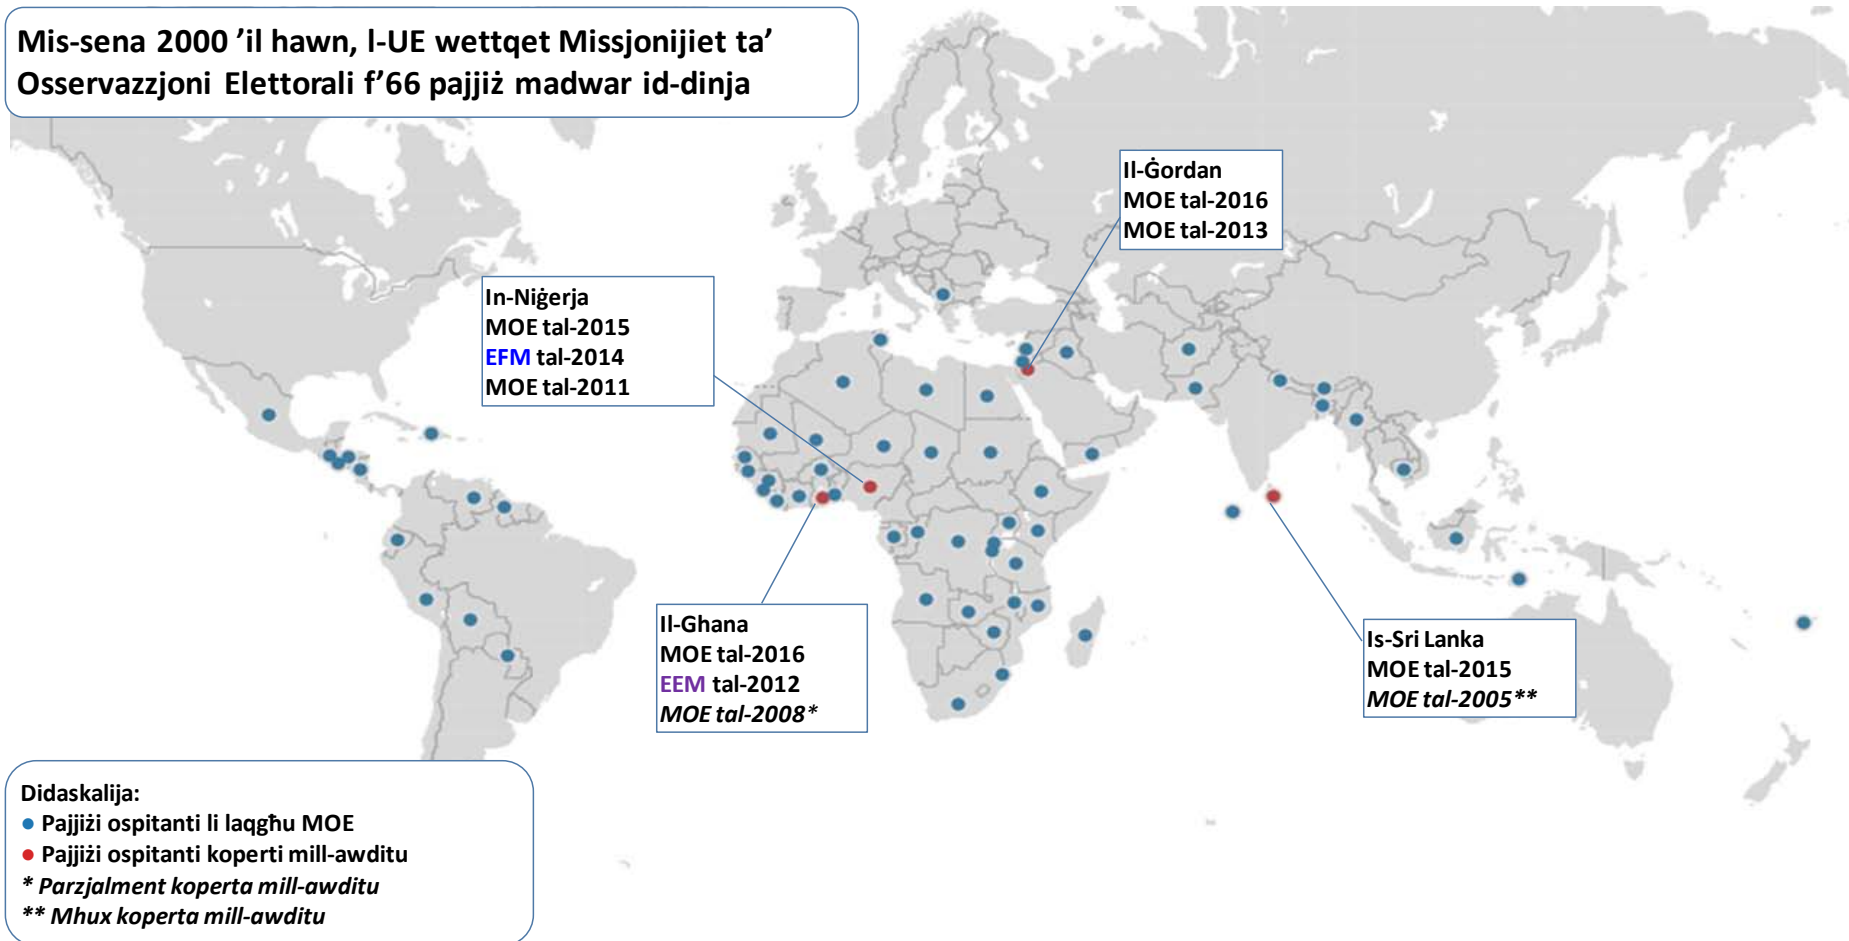 Mis-sena 2000 ’il hawn, l-UE wettqet Missjonijiet ta’
Osservazzjoni Elettorali f’66 pajjiż madwar id-dinja
Il-Ġordan
MOE tal-2016
MOE tal-2013
In-Niġerja
MOE tal-2015
EFM tal-2014
MOE tal-2011
Il-Ghana
MOE tal-2016
EEM tal-2012
MOE tal-2008*
Is-Sri Lanka
MOE tal-2015
MOE tal-2005**
Didaskalija:
Pajjiżi ospitanti li laqgħu MOE
Pajjiżi ospitanti koperti mill-awditu
* Parzjalment koperta mill-awditu
** Mhux koperta mill-awditu